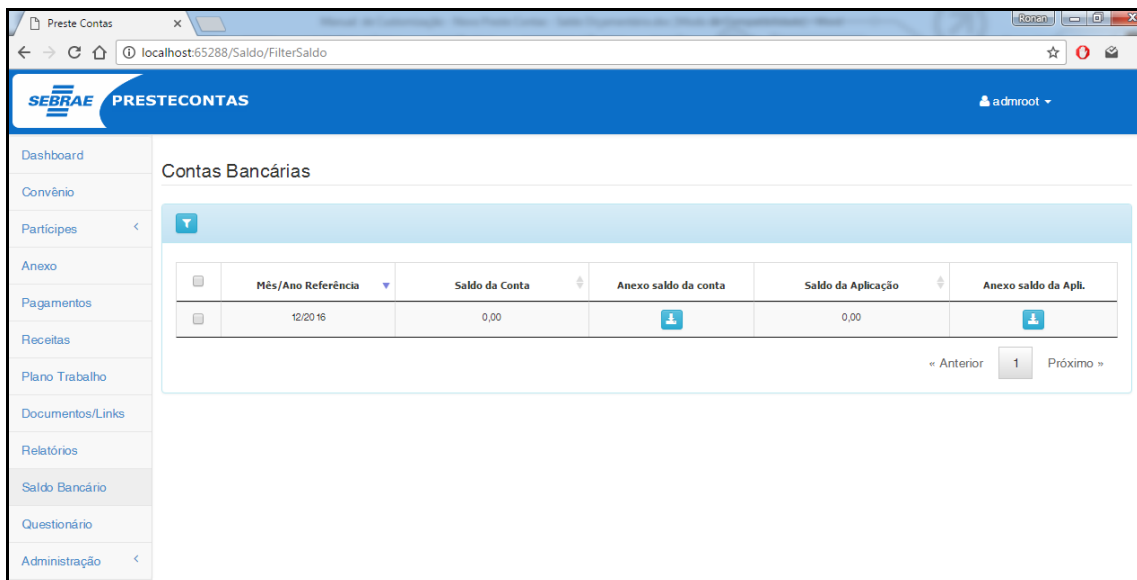 Preste Contas
Ronan
localhost:65288/Saldo/FilterSaldo
SEBRAE PRESTECONTAS admroot
Dashboard
Convênio
Partícipes
Anexo
Pagamentos
Receitas
Plano Trabalho
Documentos/Links
Relatórios
Saldo Bancário
Questionário
Administração
Contas Bancárias
Mês/Ano Referência Saldo da Conta Anexo saldo da conta Saldo da Aplicação Anexo saldo da Apli.
12/2016 0,00 0,00
« Anterior 1 Próximo »